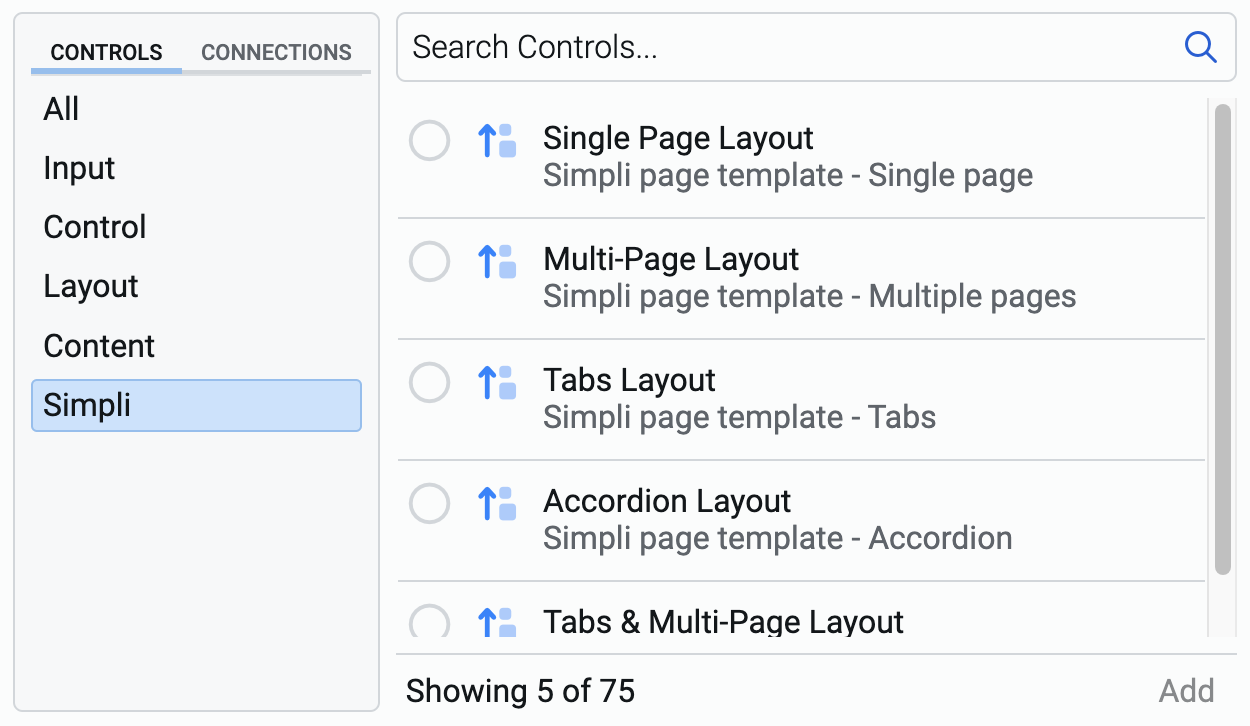 CONTROLS CONNECTIONS
All
Input
Control
Layout
Content
Simpli
Search Controls...
Single Page Layout
Simpli page template - Single page
Multi-Page Layout
Simpli page template - Multiple pages
Tabs Layout
Simpli page template - Tabs
Accordion Layout
Simpli page template - Accordion
Tabs & Multi-Page Layout
Showing 5 of 75
Add